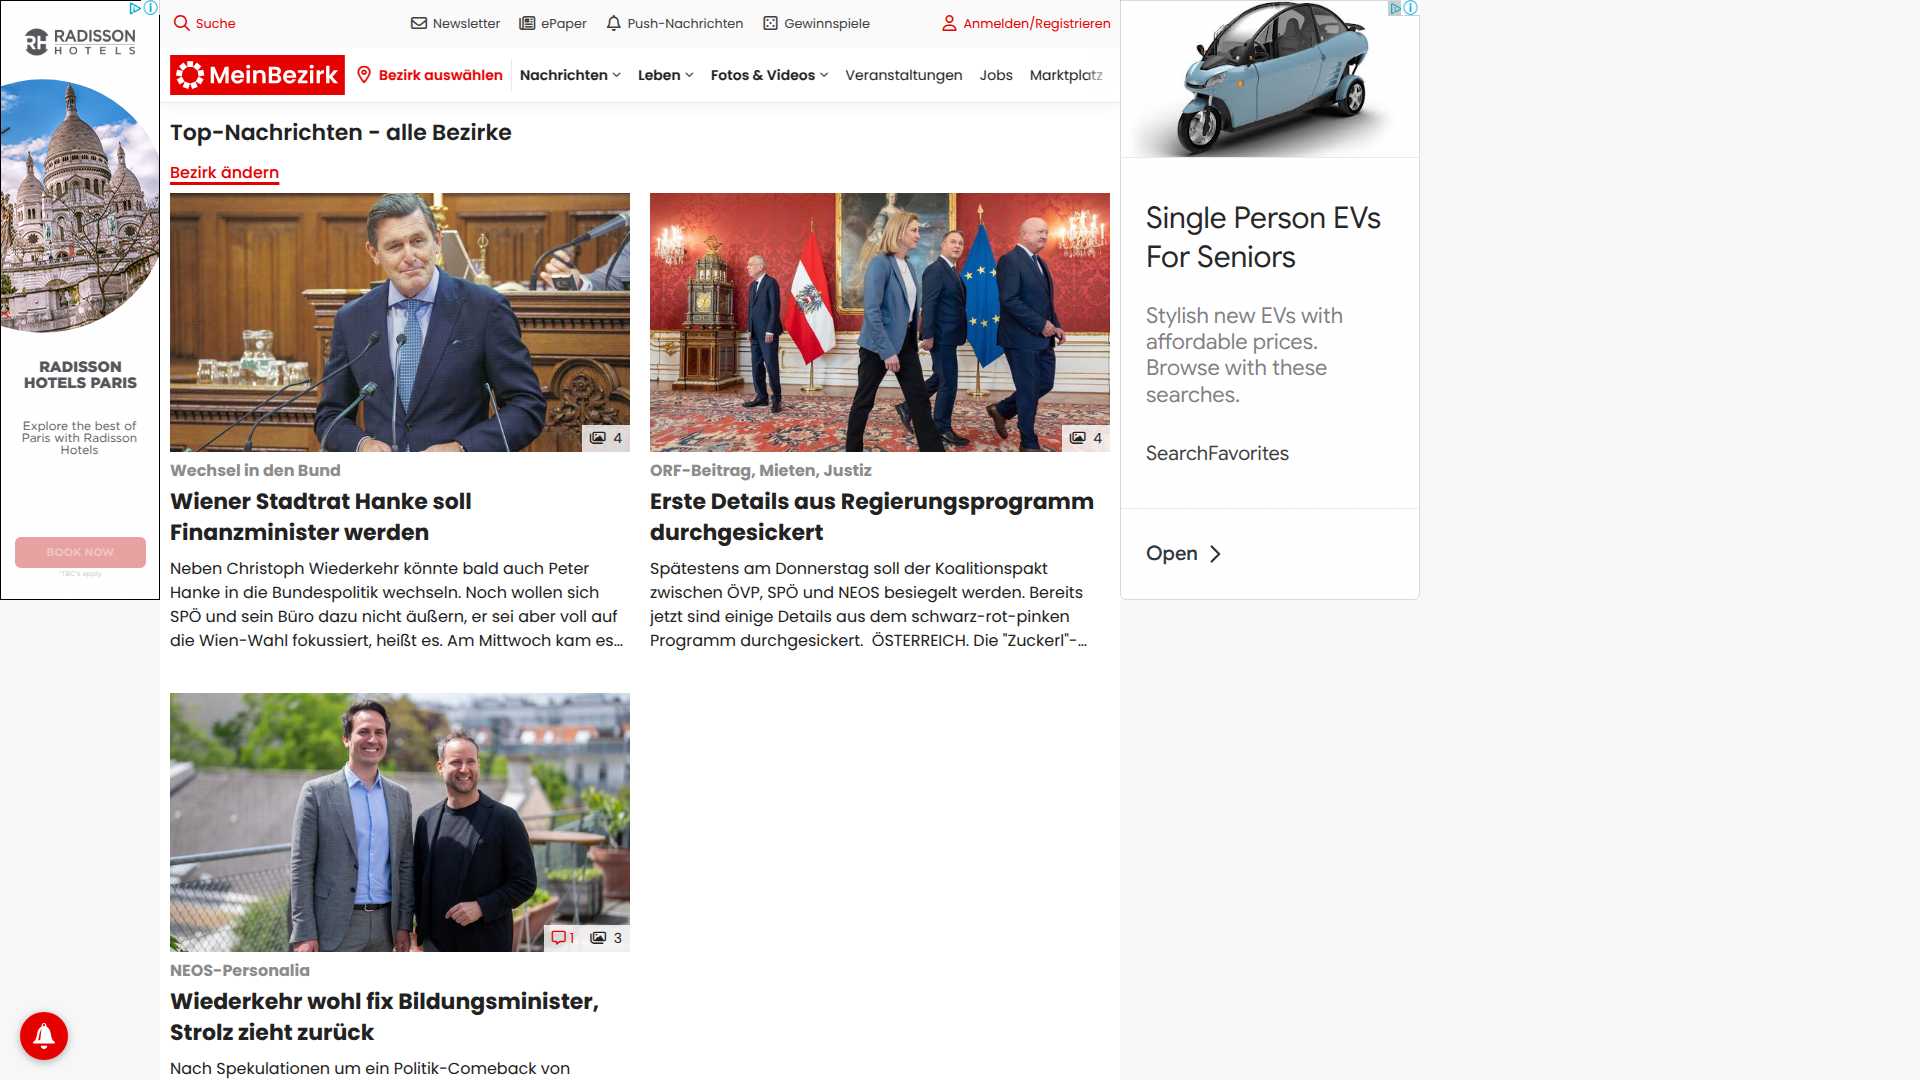 RADISSON
HOTELS
RADISSON
HOTELS PARIS
Explore the best of
Paris with Radisson
Hotels
BOOK NOW
*T&C's apply
Suche
Newsletter
ePaper
Push-Nachrichten
Gewinnspiele
Anmelden/Registrieren
MeinBezirk
Bezirk auswählen
Nachrichten
Leben
Fotos & Videos
Veranstaltungen
Jobs
Marktplatz
Top-Nachrichten - alle Bezirke
Bezirk ändern
4
Wechsel in den Bund
Wiener Stadtrat Hanke soll
Finanzminister werden
Neben Christoph Wiederkehr könnte bald auch Peter
Hanke in die Bundespolitik wechseln. Noch wollen sich
SPÖ und sein Büro dazu nicht äußern, er sei aber voll auf
die Wien-Wahl fokussiert, heißt es. Am Mittwoch kam es...
4
ORF-Beitrag, Mieten, Justiz
Erste Details aus Regierungsprogramm
durchgesickert
Spätestens am Donnerstag soll der Koalitionspakt
zwischen ÖVP, SPÖ und NEOS besiegelt werden. Bereits
jetzt sind einige Details aus dem schwarz-rot-pinken
Programm durchgesickert. ÖSTERREICH. Die "Zuckerl"-...
1
3
NEOS-Personalia
Wiederkehr wohl fix Bildungsminister,
Strolz zieht zurück
Nach Spekulationen um ein Politik-Comeback von
Single Person EVs
For Seniors
Stylish new EVs with
affordable prices.
Browse with these
searches.
SearchFavorites
Open